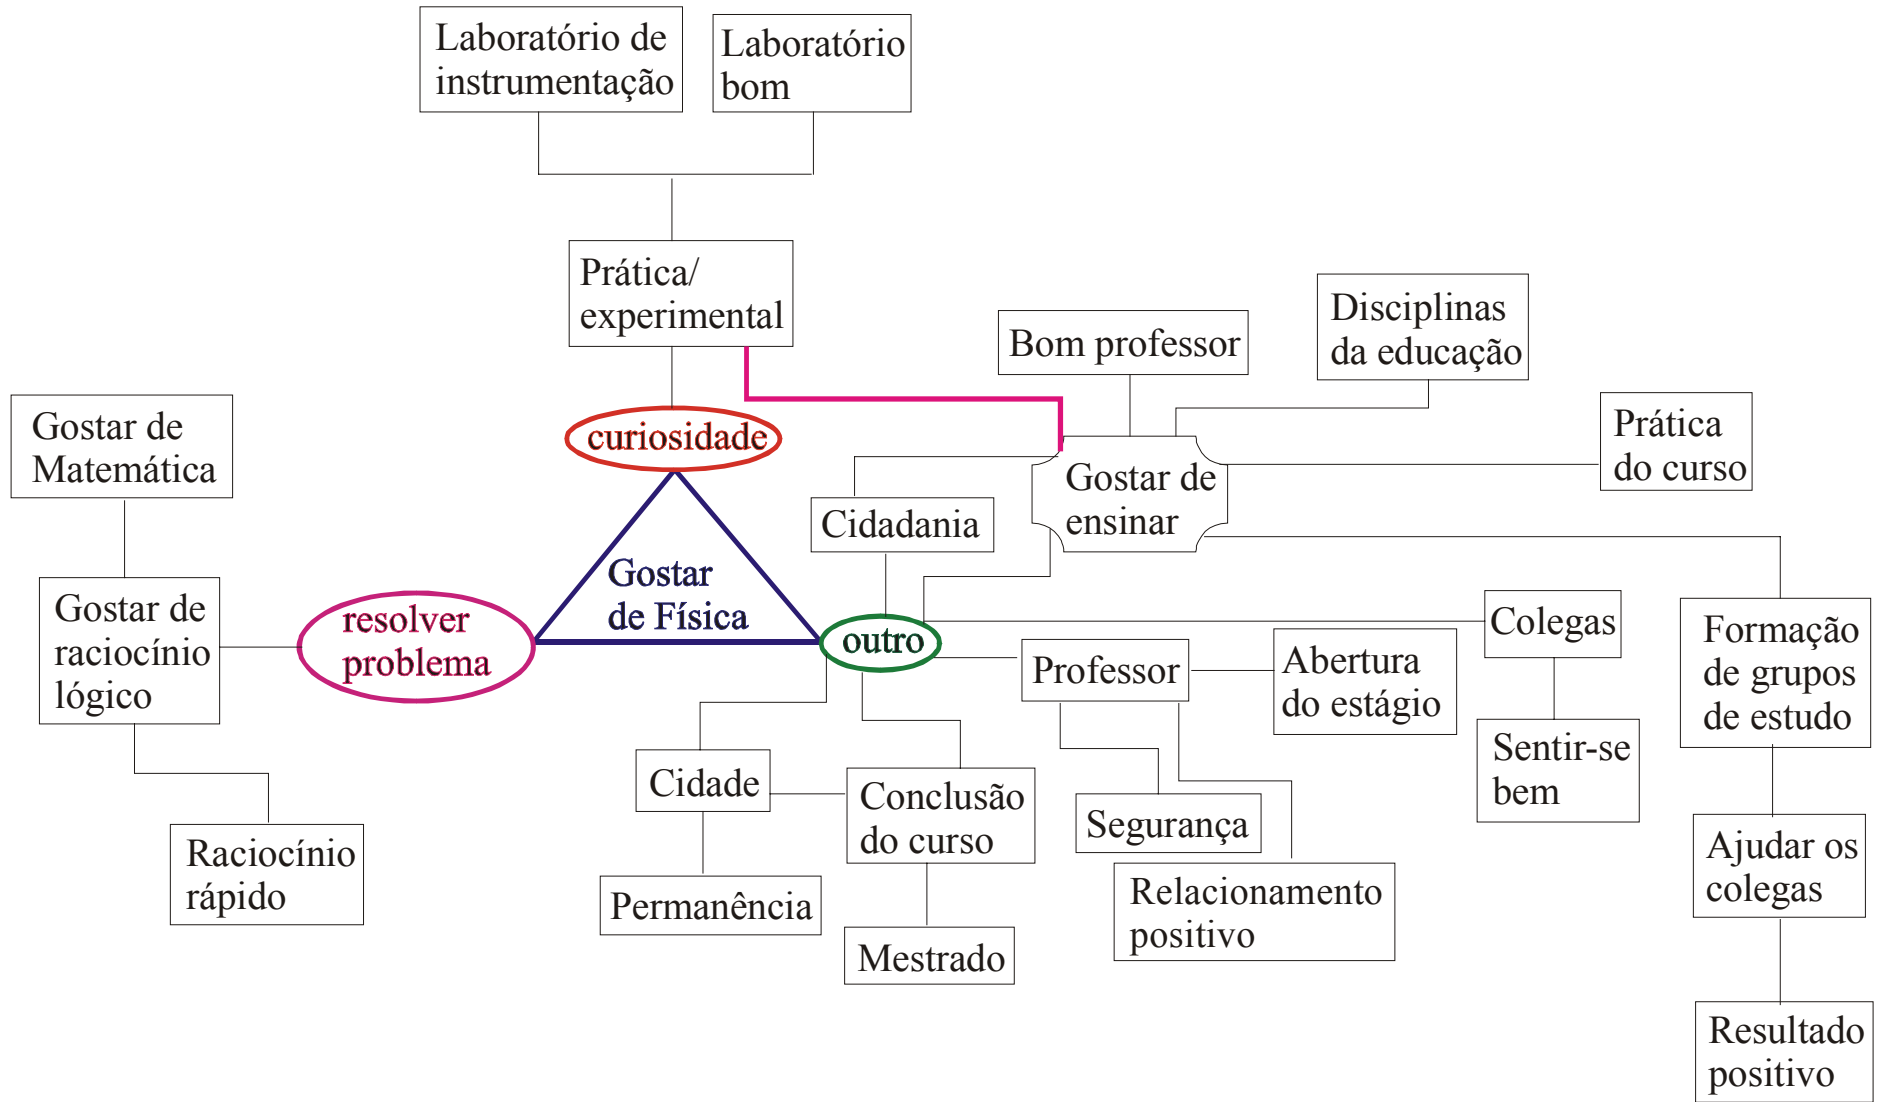 Laboratório de
instrumentação
Laboratório
bom
Prática/
experimental
Bom professor
Disciplinas
da educação
Prática
do curso
Gostar de
Matemática
curiosidade
Gostar de
ensinar
Cidadania
Gostar
de Física
Gostar de
raciocínio
lógico
resolver
problema
outro
Colegas
Professor
Abertura
do estágio
Formação
de grupos
de estudo
Sentir-se
bem
Cidade
Conclusão
do curso
Segurança
Raciocínio
rápido
Permanência
Mestrado
Relacionamento
positivo
Ajudar os
colegas
Resultado
positivo